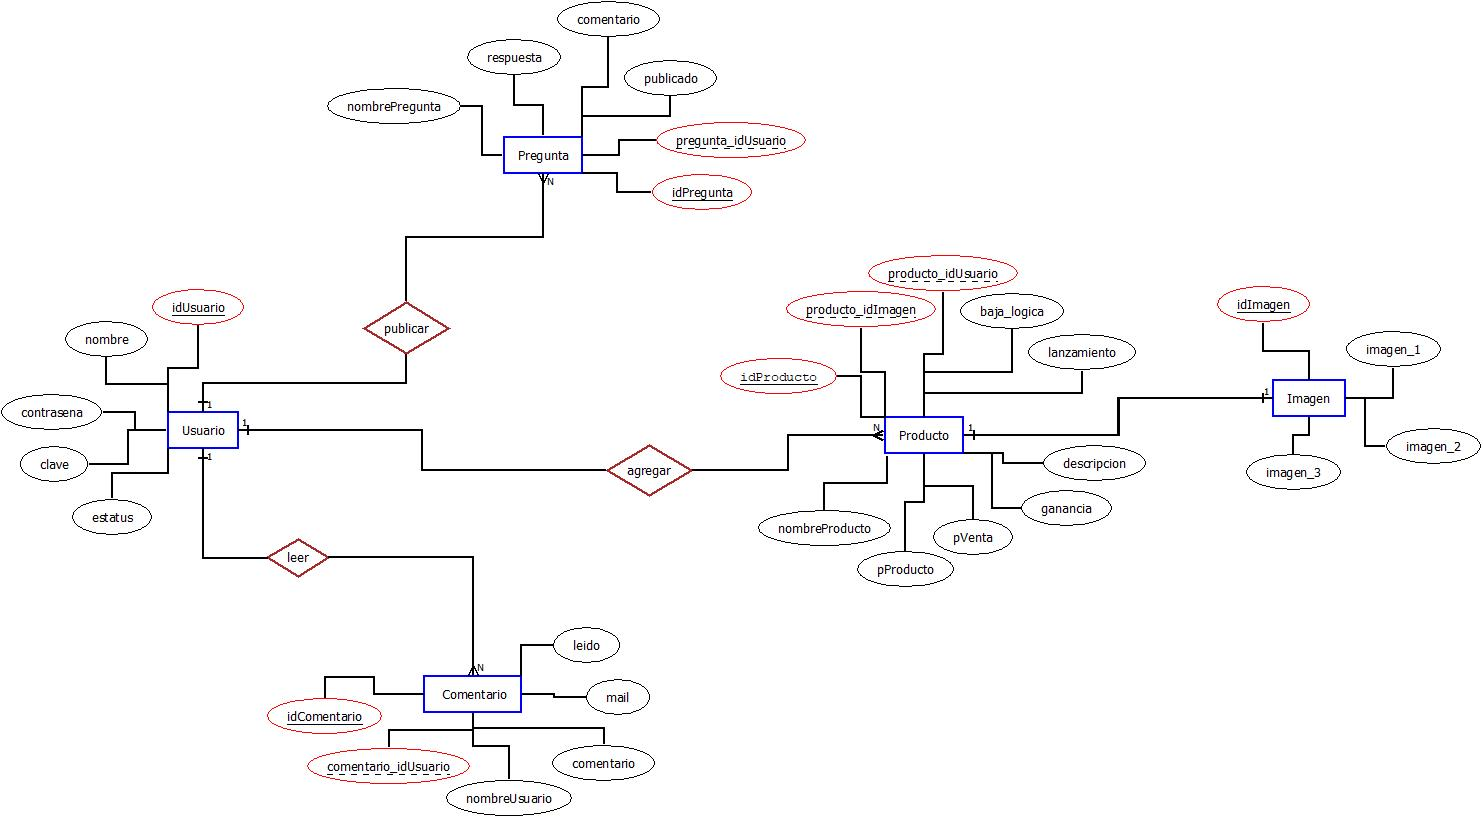 comentario
respuesta
publicado
nombrePregunta
pregunta_idUsuario
Pregunta
N
idPregunta
producto_idUsuario
idUsuario
producto_idImagen
baja_logica
idImagen
publicar
nombre
lanzamiento
imagen_1
idProducto
1
1
contrasena
Usuario
1
N
Producto
1
Imagen
imagen_2
clave
1
agregar
descripcion
imagen_3
estatus
nombreProducto
ganancia
pVenta
leer
pProducto
leido
N
Comentario
mail
idComentario
comentario_idUsuario
comentario
nombreUsuario